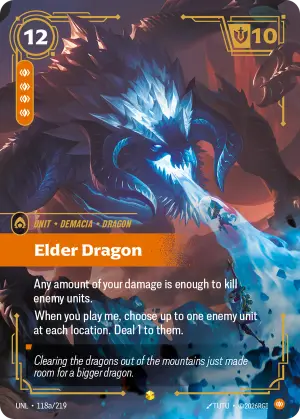 12
10
UNIT • DEMACIA • DRAGON
Elder Dragon
Any amount of your damage is enough to kill
enemy units.
When you play me, choose up to one enemy unit
at each location. Deal 1 to them.
Clearing the dragons out of the mountains just made
room for a bigger dragon.
UNL • 118a/219
TUTU ©2026RGI